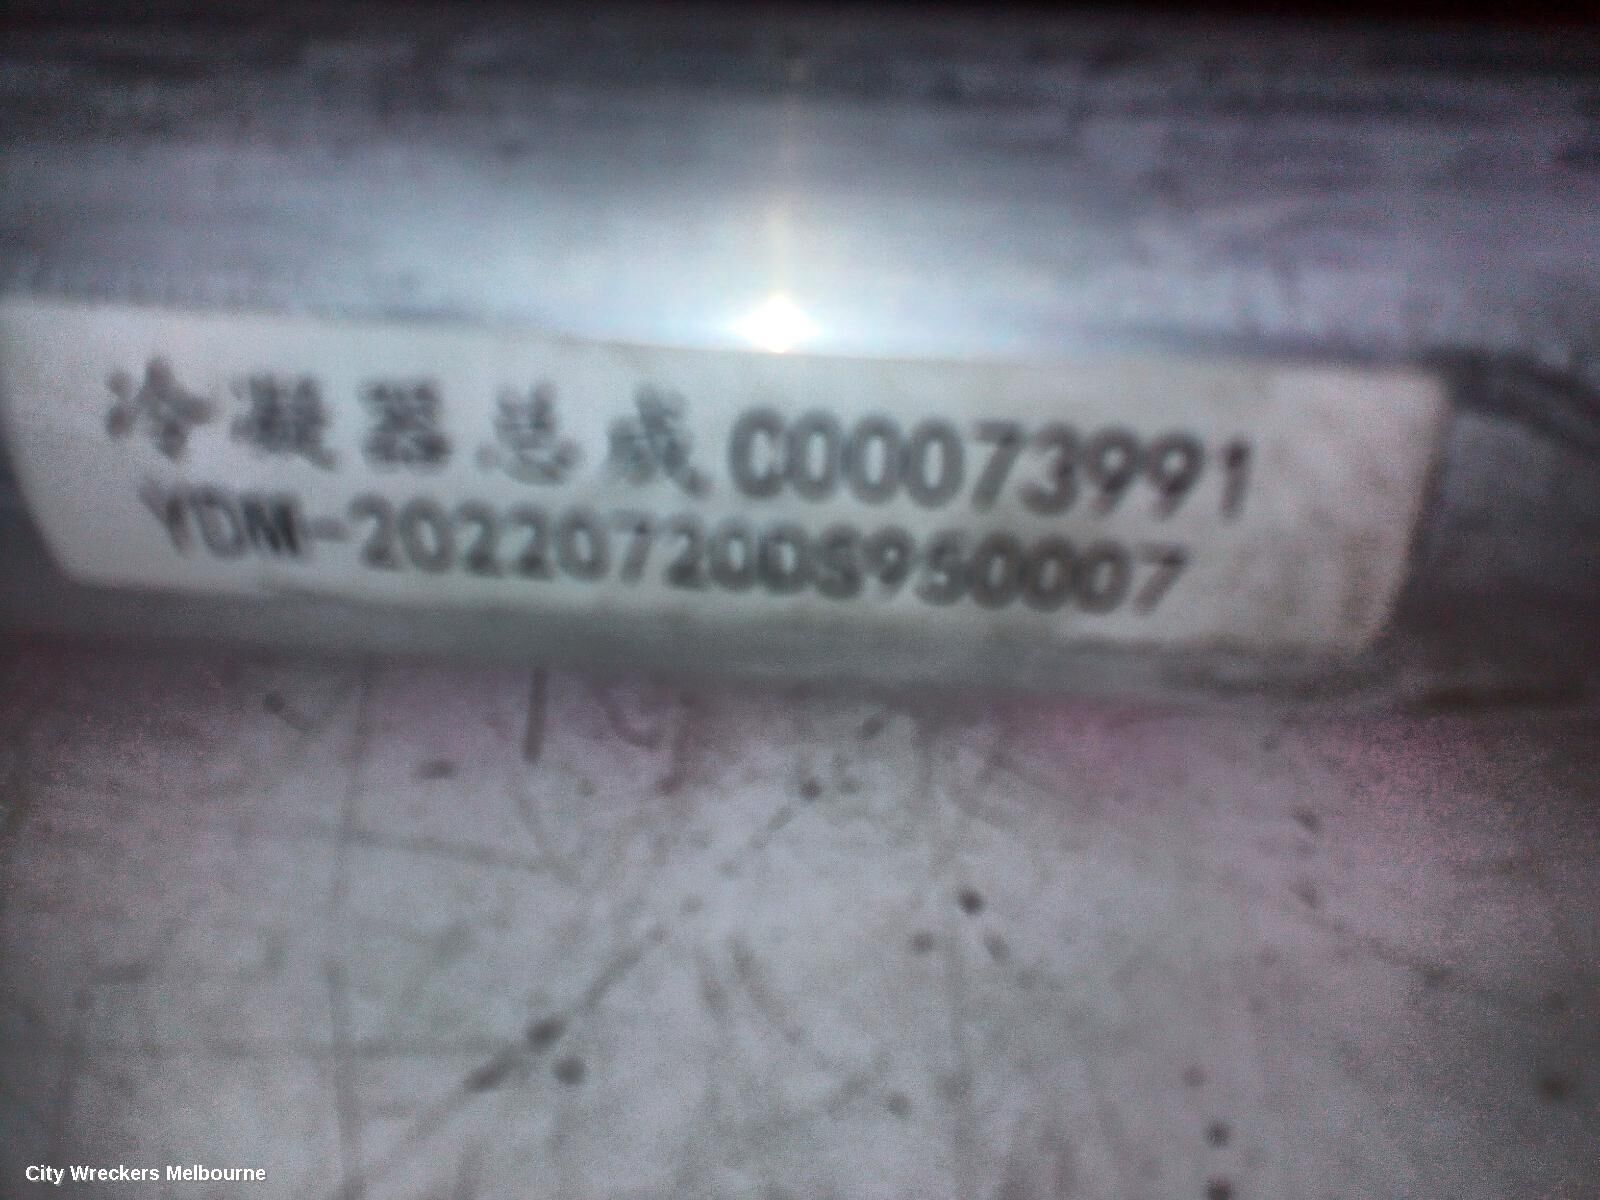 冷凝器总成C00073991
YDM-20220720DS950007
City Wreckers Melbourne